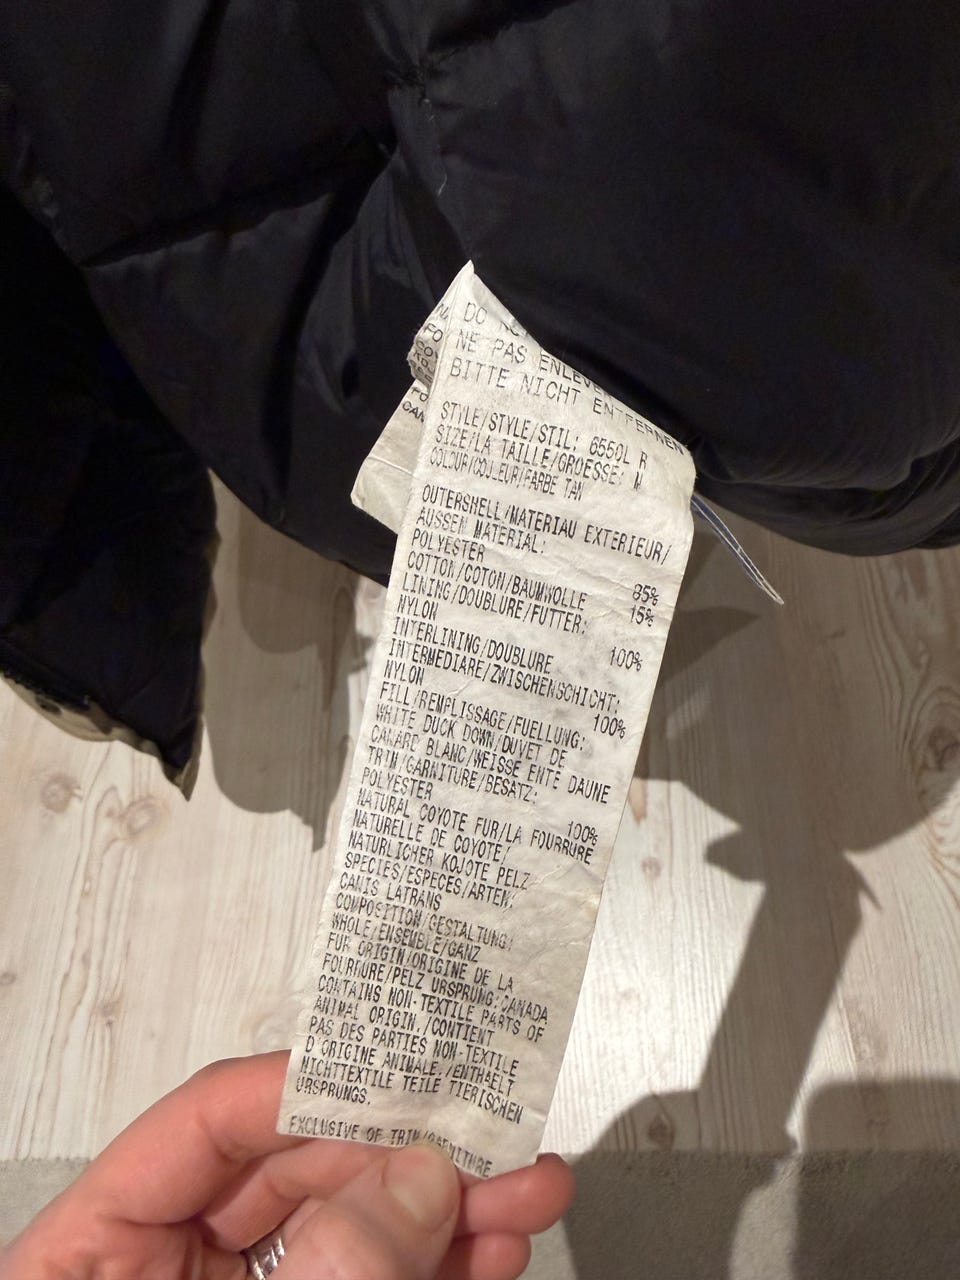 DO
NE PAS ENLEVE
BITTE NICHT ENTFERNEN
STYLE/STYLE/STIL: 6550L R
SIZE/LA TAILLE/GROESSE: M
COLOUR/COULEUR/FARBE TAN
OUTERSHELL/MATERIAU EXTERIEUR/
AUSSEN MATERIAL:
POLYESTER 85%
COTTON/COTON/BAUMWOLLE 15%
LINING/DOUBLURE/FUTTER:
NYLON 100%
INTERLINING/DOUBLURE
INTERMEDIARE/ZWISCHENSCHICHT:
NYLON 100%
FILL/REMPLISSAGE/FUELLUNG:
WHITE DUCK DOWN/DUVET DE
CANARD BLANC/WEISSE ENTE DAUNE
TRIM/GARNITURE/BESATZ:
POLYESTER 100%
NATURAL COYOTE FUR/LA FOURRURE
NATURELLE DE COYOTE/
NATURLICHER KOJOTE PELZ
SPECIES/ESPECES/ARTEN:
CANIS LATRANS
COMPOSITION/GESTALTUNG:
WHOLE/ENSEMBLE/GANZ
FUR ORIGIN/ORIGINE DE LA
FOURRURE/PELZ URSPRUNG:CANADA
CONTAINS NON-TEXTILE PARTS OF
ANIMAL ORIGIN./CONTIENT
PAS DES PARTIES NON-TEXTILE
D'ORIGINE ANIMALE./ENTHAELT
NICHTTEXTILE TEILE TIERISCHEN
URSPRUNGS.
EXCLUSIVE OF TRIM/GARNITURE